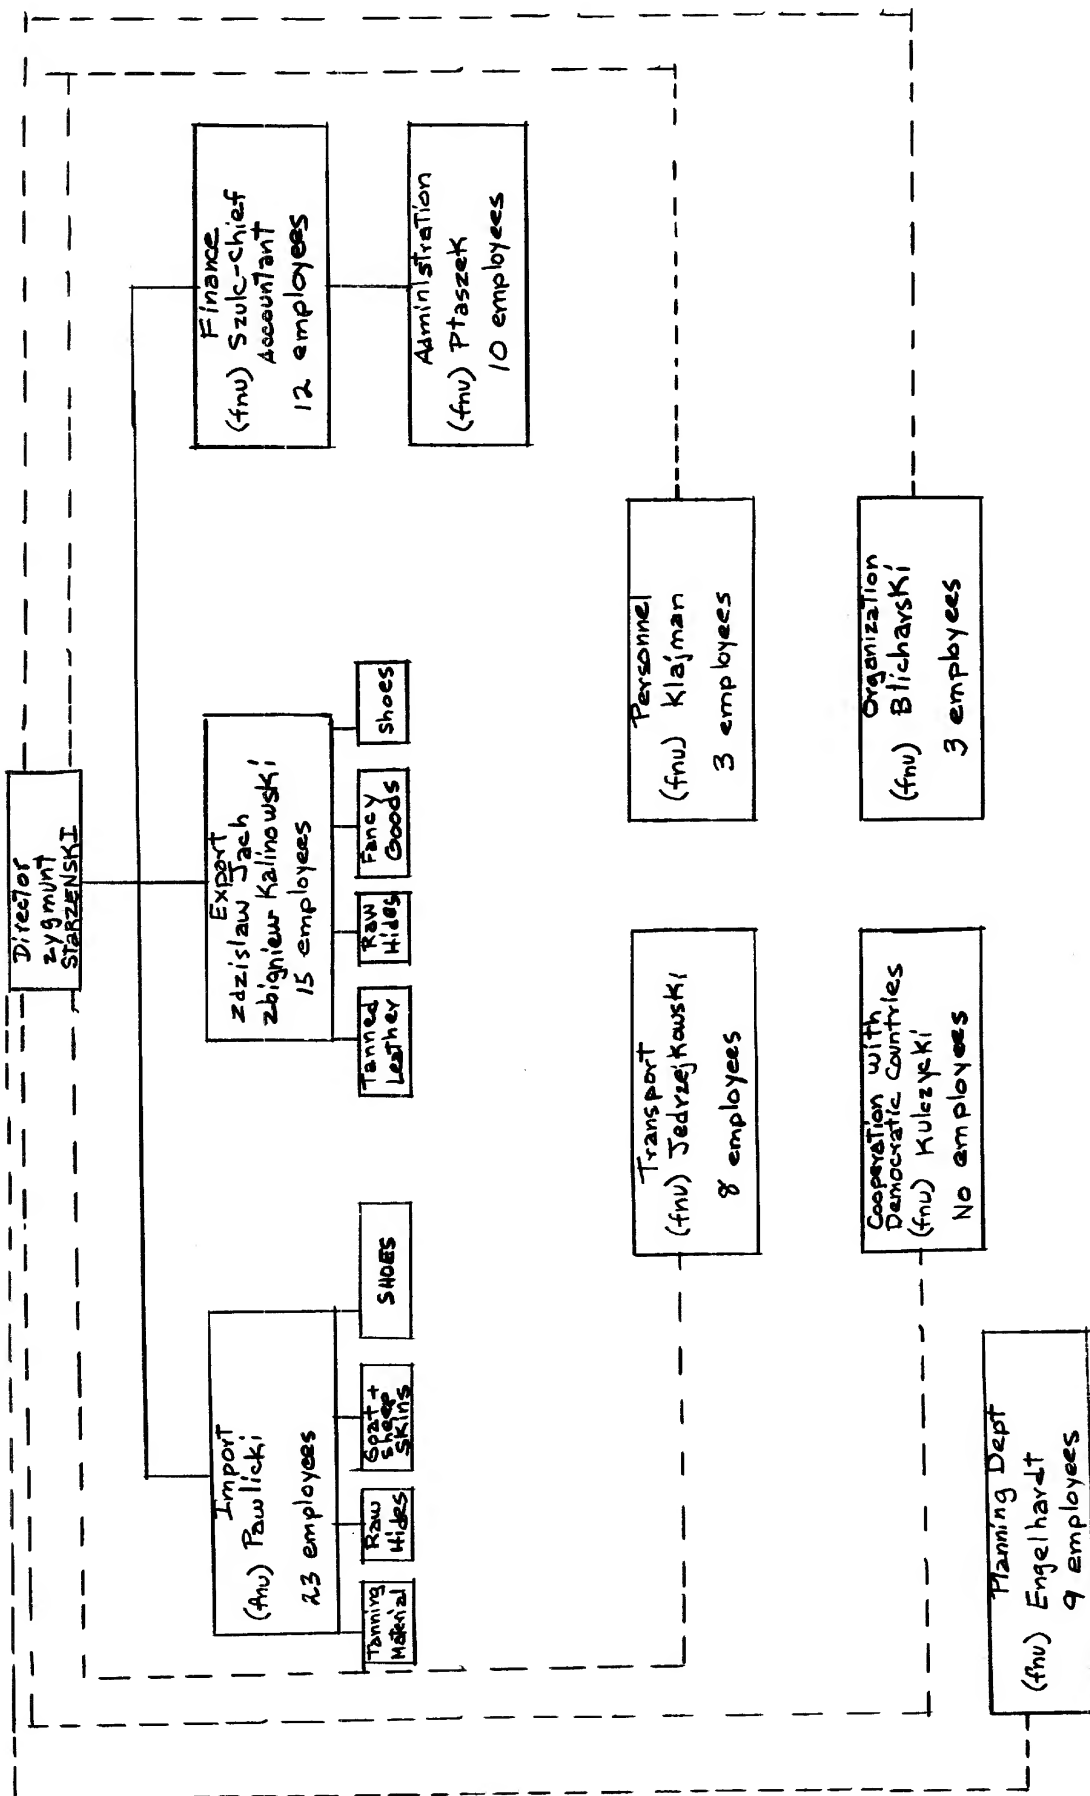 Director
Zygmunt
STARZENSKI
Import
(fnu) Pawlicki
23 employees
Tanning
Material
Raw
Hides
Goat +
sheep
skins
SHOES
Export
Zdzislaw Jach
Zbigniew Kalinowski
15 employees
Tanned
Leather
Raw
Hides
Fancy
Goods
shoes
Finance
(fnu) Szulc-chief
Accountant
12 employees
Administration
(fnu) Ptaszek
10 employees
Transport
(fnu) Jedrzejkowski
8 employees
Personnel
(fnu) Klajman
3 employees
Cooperation with
Democratic Countries
(fnu) Kulczycki
No employees
Organization
(fnu) Blicharski
3 employees
Planning Dept
(fnu) Engelhardt
9 employees